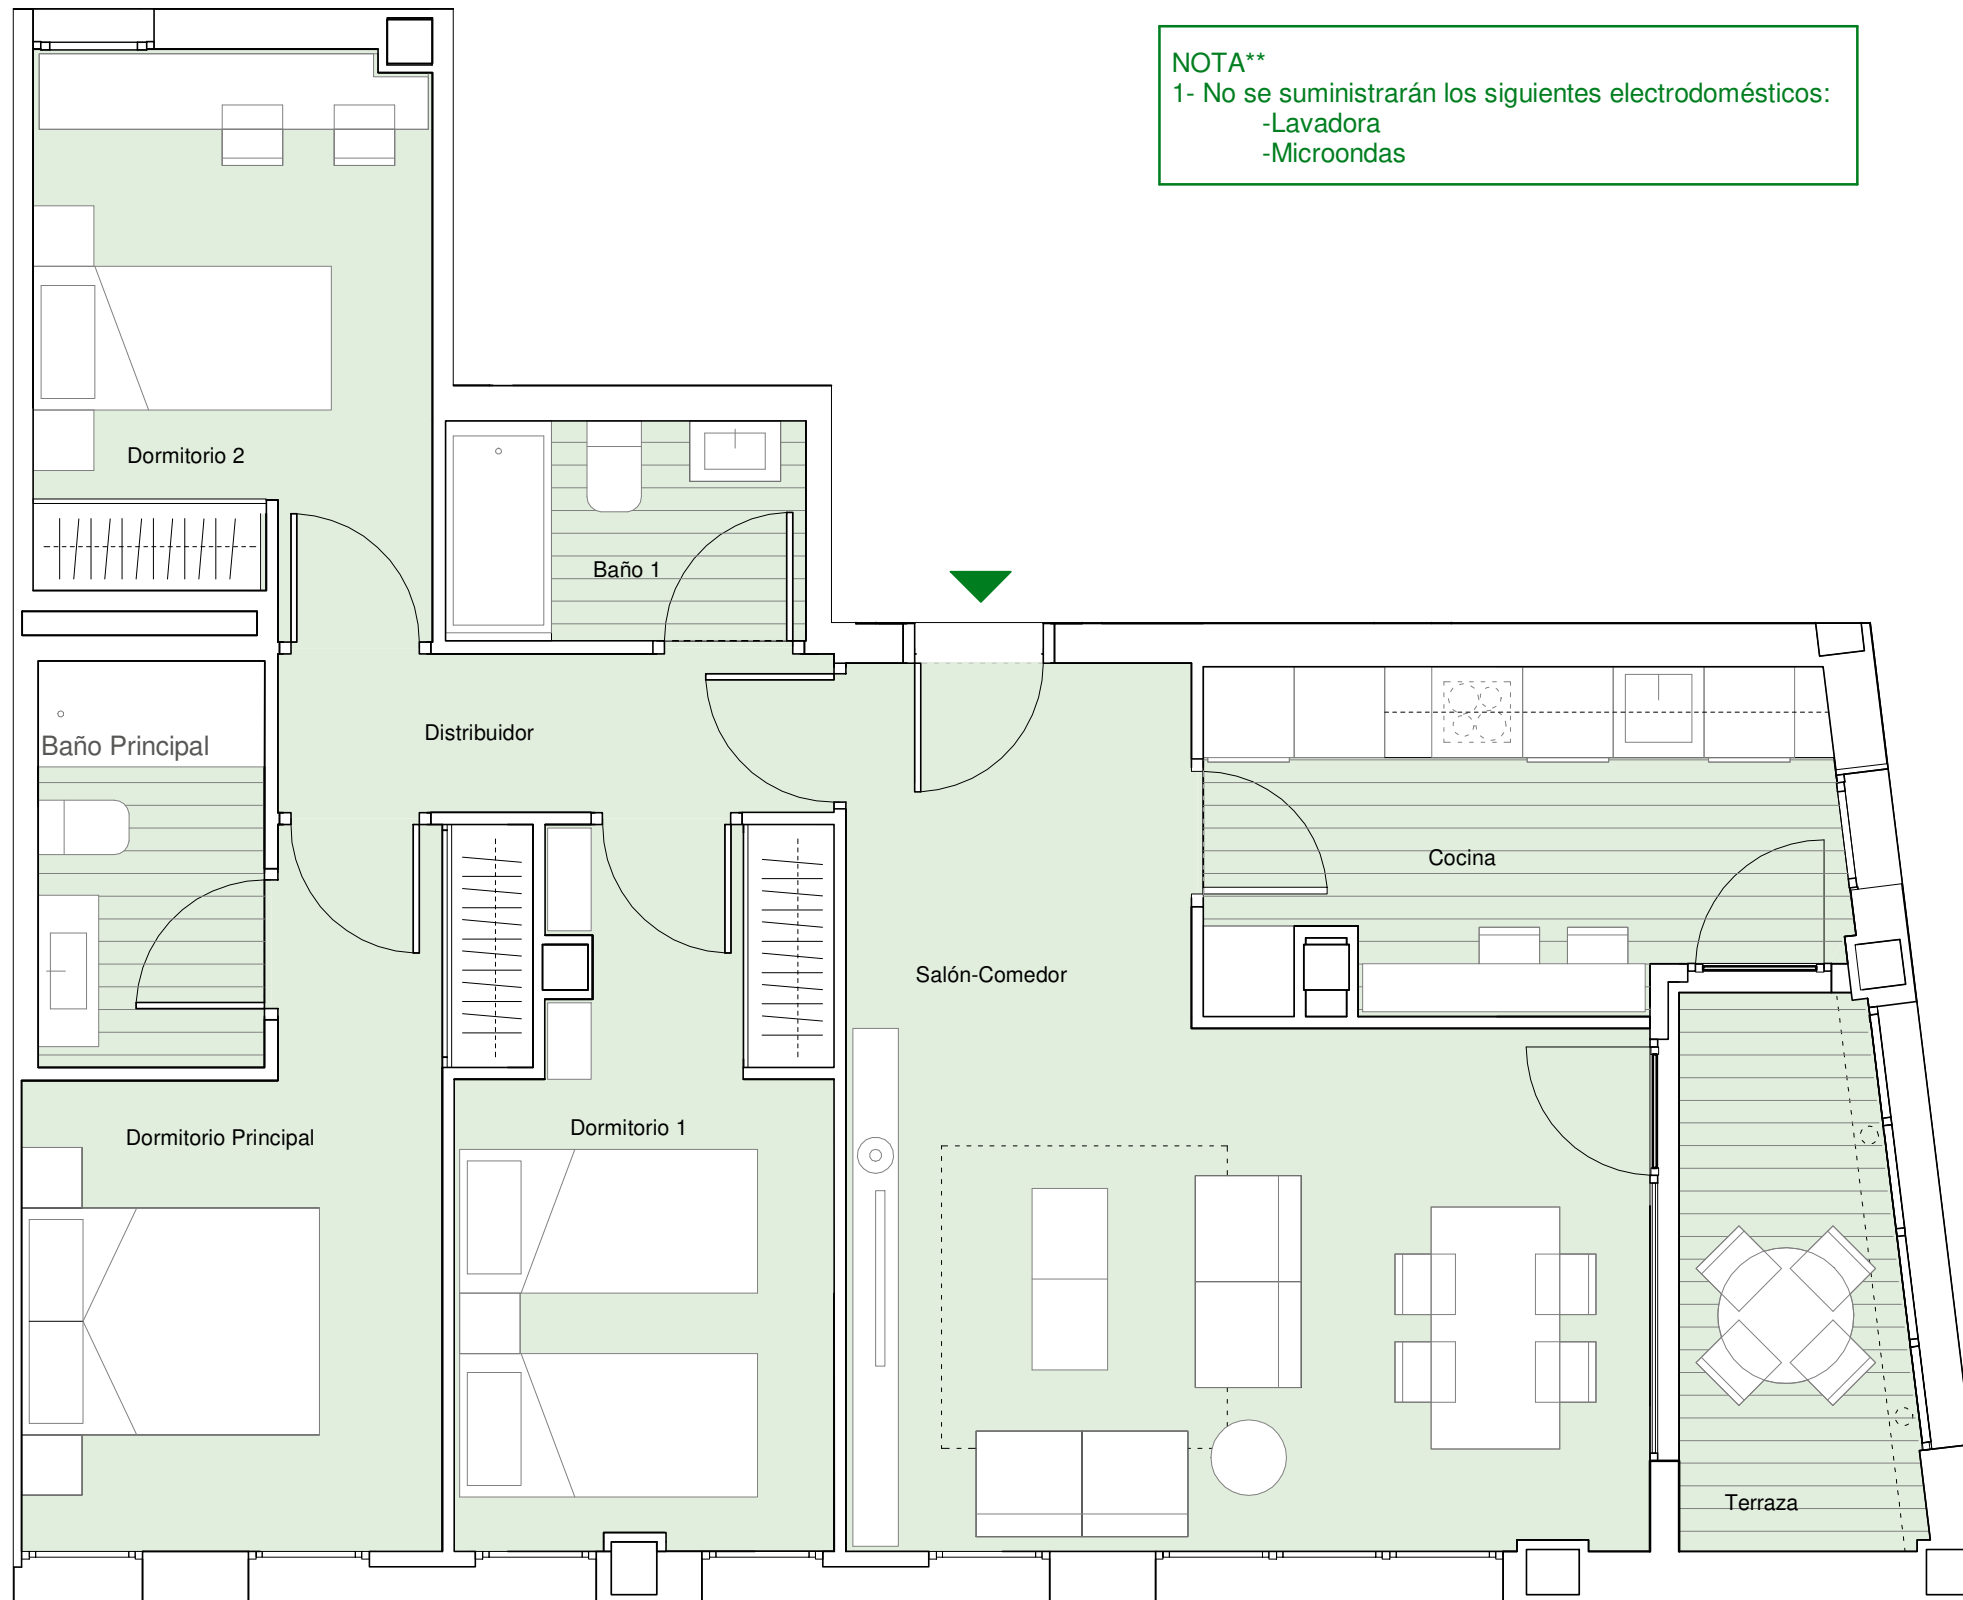 NOTA**
1- No se suministrarán los siguientes electrodomésticos:
-Lavadora
-Microondas
Dormitorio 2
Baño 1
Distribuidor
Baño Principal
Cocina
Salón-Comedor
Dormitorio 1
Dormitorio Principal
Terraza